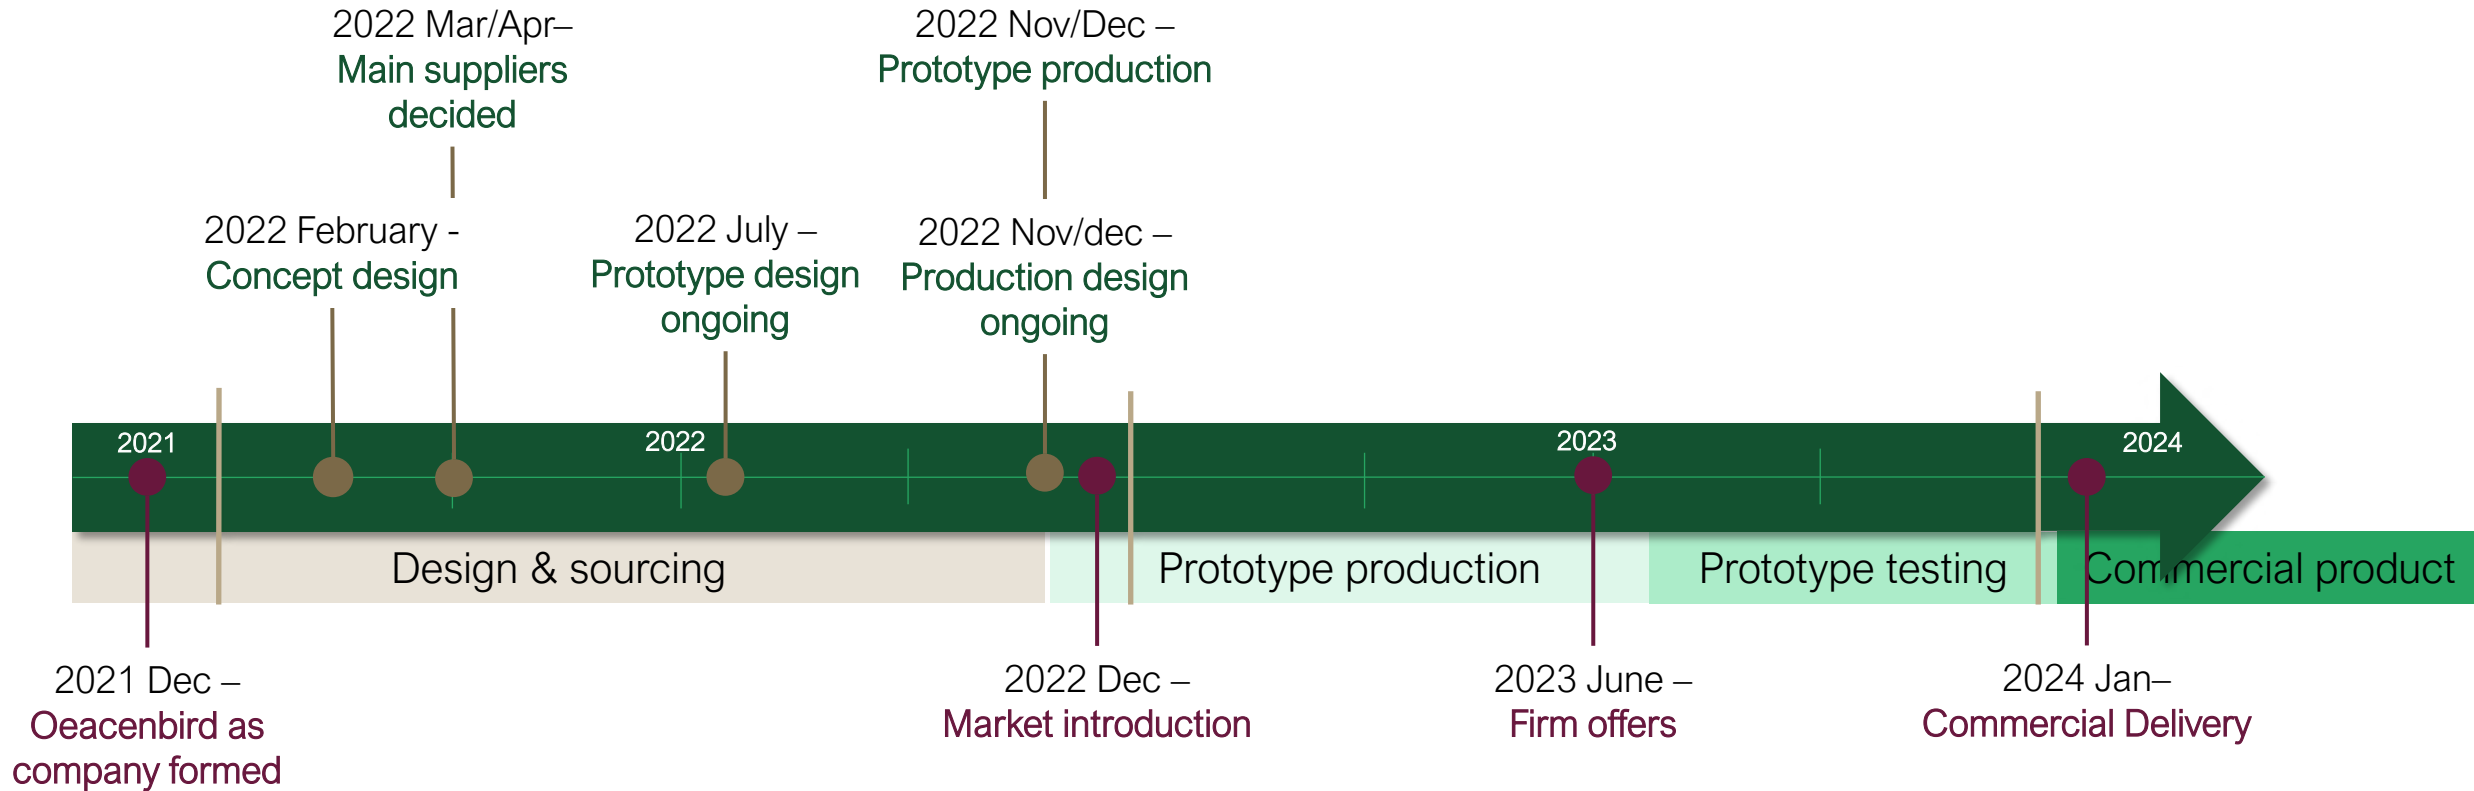 2022 Mar/Apr–
Main suppliers
decided
2022 Nov/Dec –
Prototype production
2022 February -
Concept design
2022 July –
Prototype design
ongoing
2022 Nov/dec –
Production design
ongoing
2021
2022
2023
2024
Design & sourcing
Prototype production
Prototype testing
Commercial product
2021 Dec –
Oeacenbird as
company formed
2022 Dec –
Market introduction
2023 June –
Firm offers
2024 Jan–
Commercial Delivery